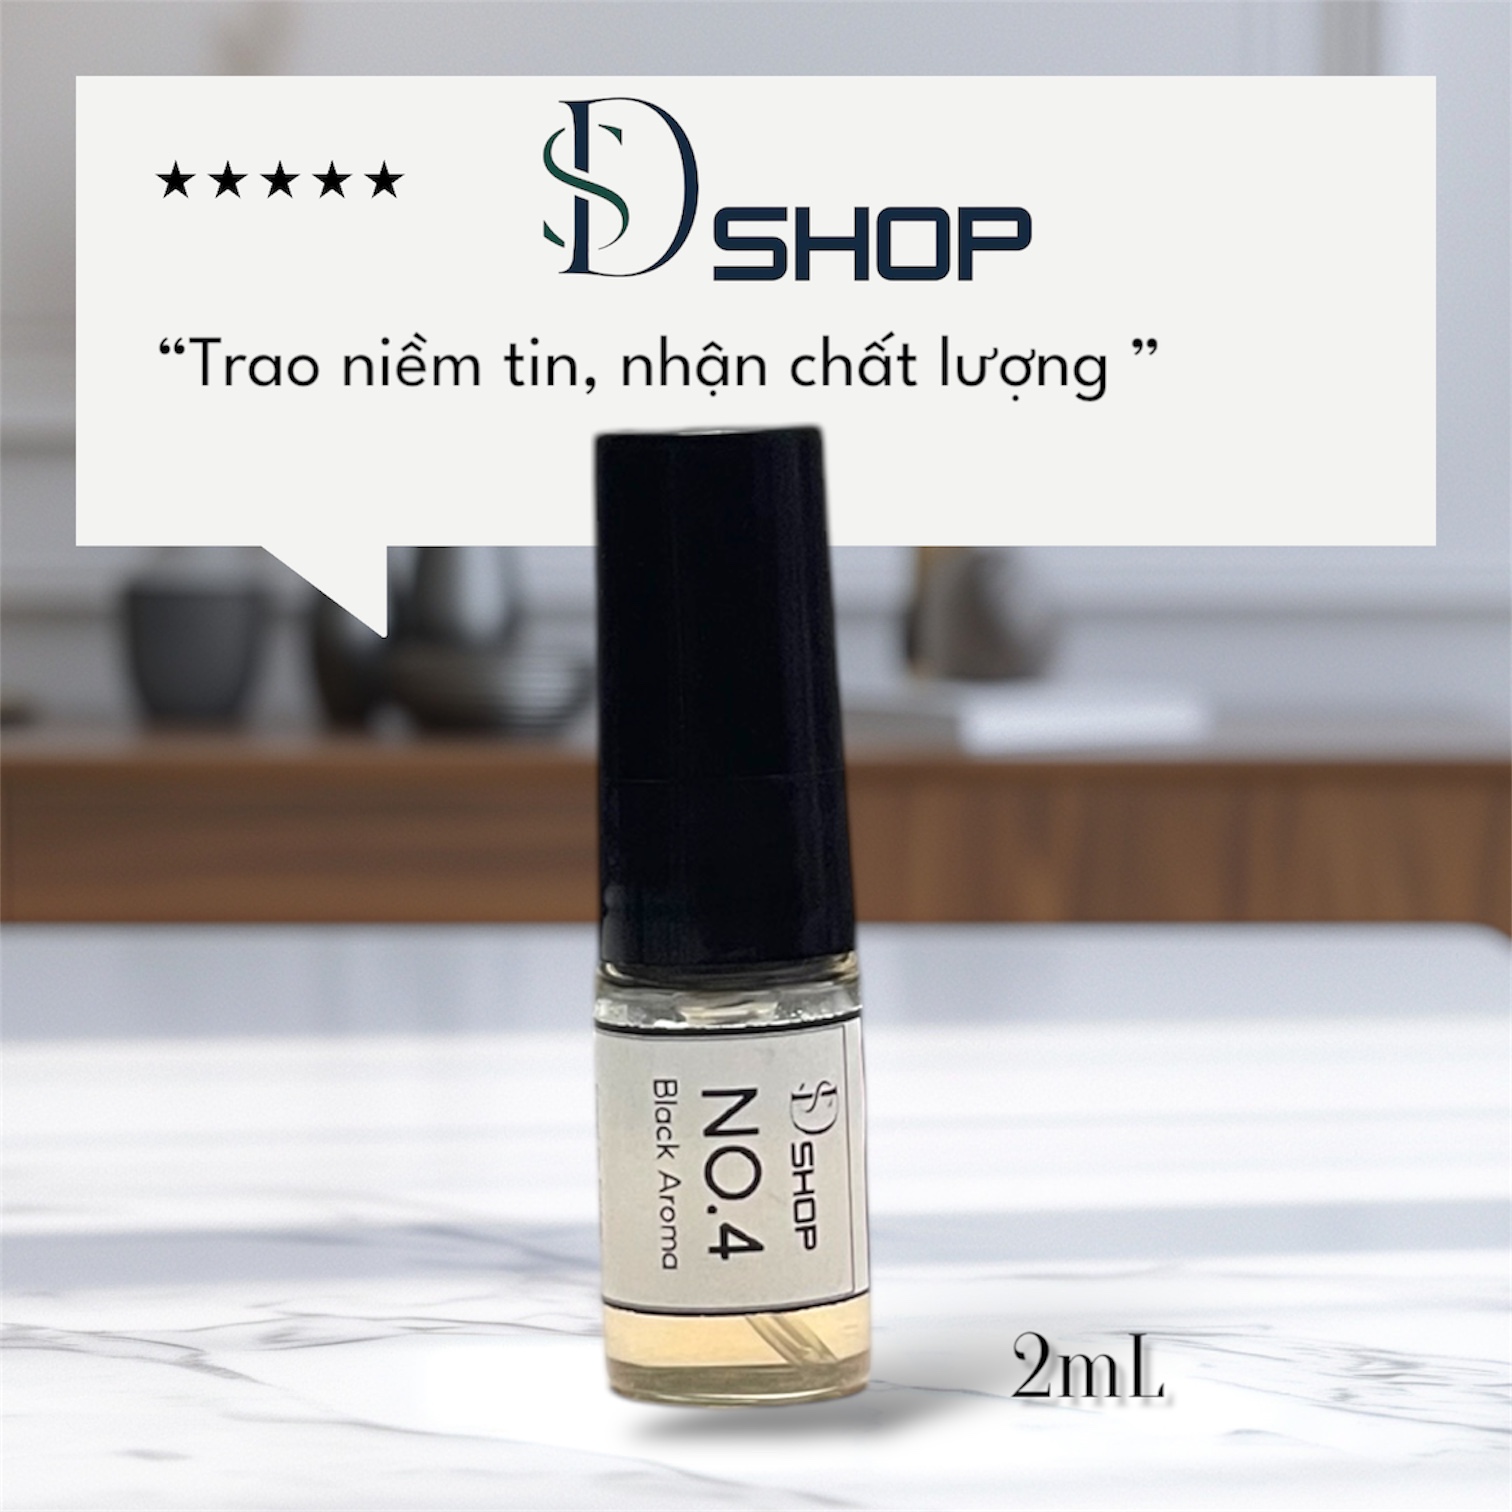 ★★★★★
SD SHOP
“Trao niềm tin, nhận chất lượng ”
SD SHOP
NO.4
Black Aroma
2mL